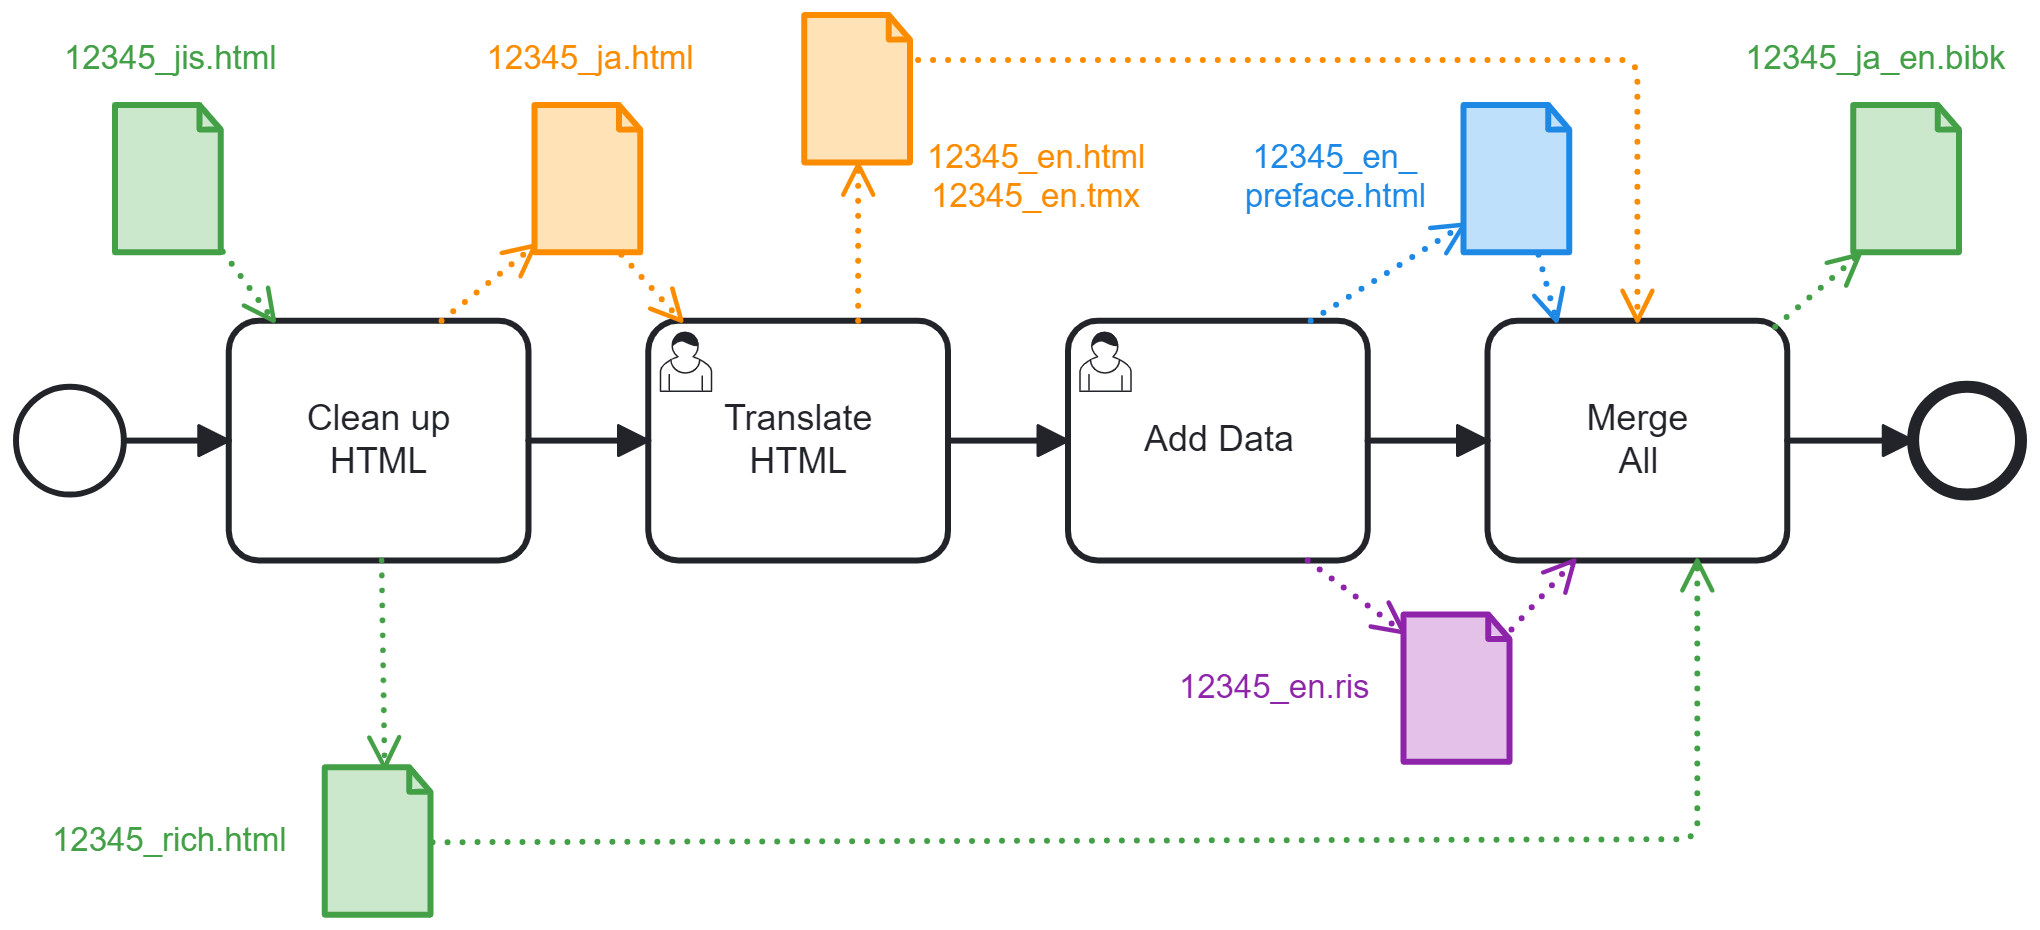 12345_jis.html
12345_ja.html
12345_en.html
12345_en.tmx
12345_en_
preface.html
12345_ja_en.bibk
Clean up
HTML
Translate
HTML
Add Data
Merge
All
12345_en.ris
12345_rich.html